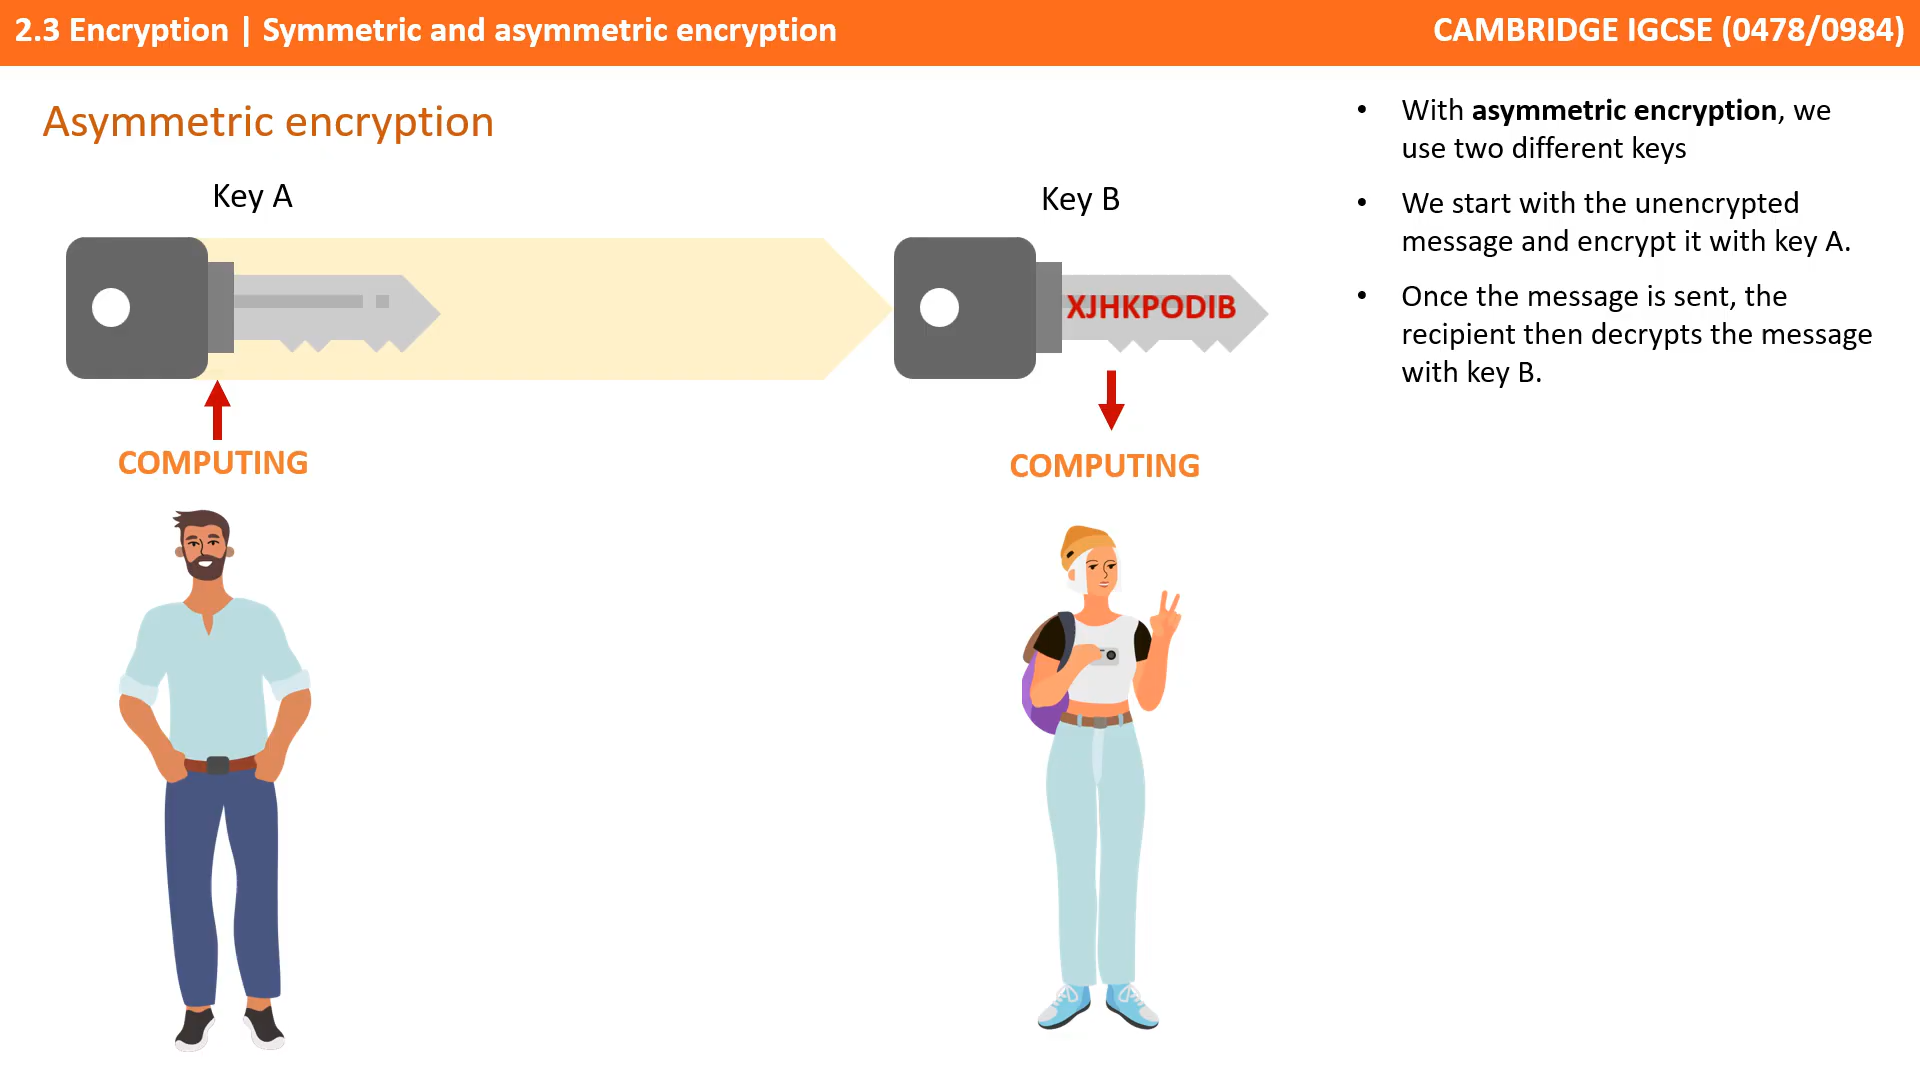 2.3 Encryption | Symmetric and asymmetric encryption
CAMBRIDGE IGCSE (0478/0984)
Asymmetric encryption
Key A
Key B
XJHKPODIB
COMPUTING
COMPUTING
• With asymmetric encryption, we
use two different keys
• We start with the unencrypted
message and encrypt it with key A.
• Once the message is sent, the
recipient then decrypts the message
with key B.